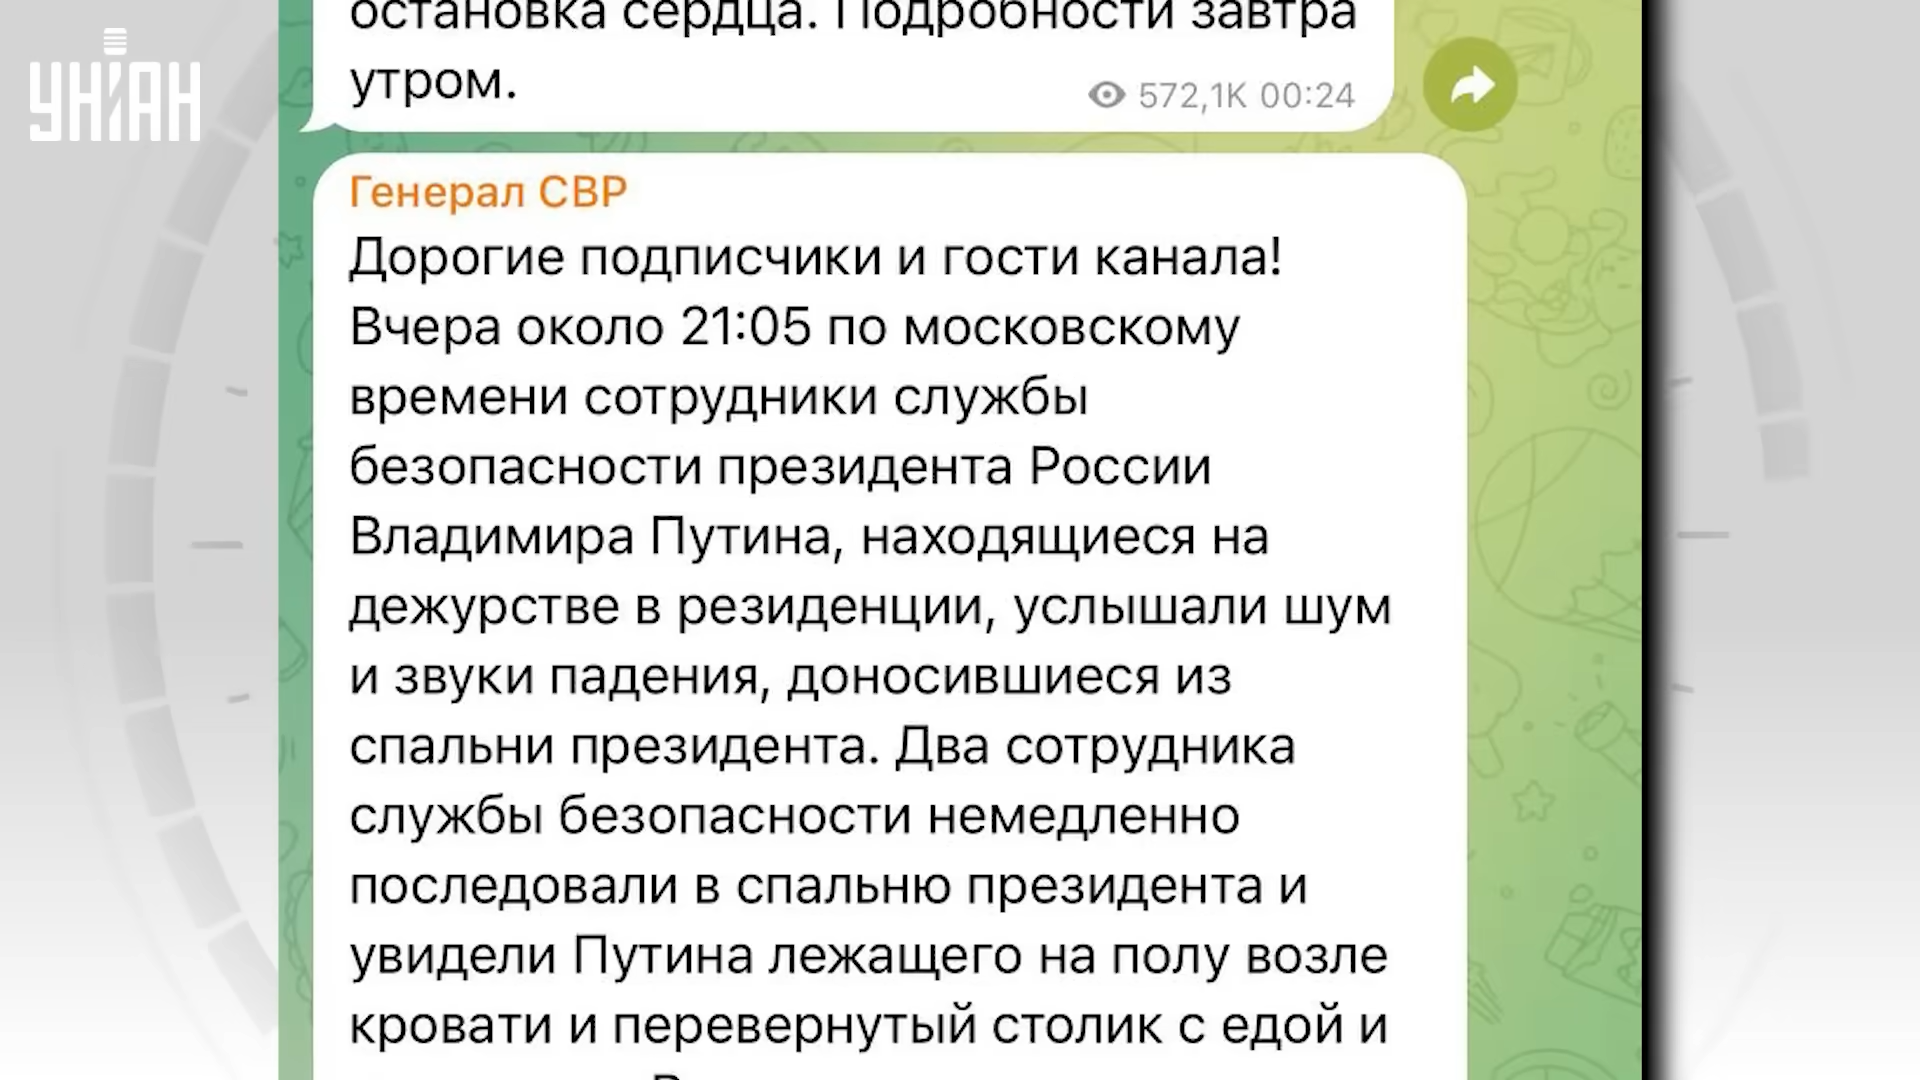 УНІАН
остановка сердца. Подробности завтра
утром.
572,1K 00:24
Генерал СВР
Дорогие подписчики и гости канала!
Вчера около 21:05 по московскому
времени сотрудники службы
безопасности президента России
Владимира Путина, находящиеся на
дежурстве в резиденции, услышали шум
и звуки падения, доносившиеся из
спальни президента. Два сотрудника
службы безопасности немедленно
последовали в спальню президента и
увидели Путина лежащего на полу возле
кровати и перевернутый столик с едой и